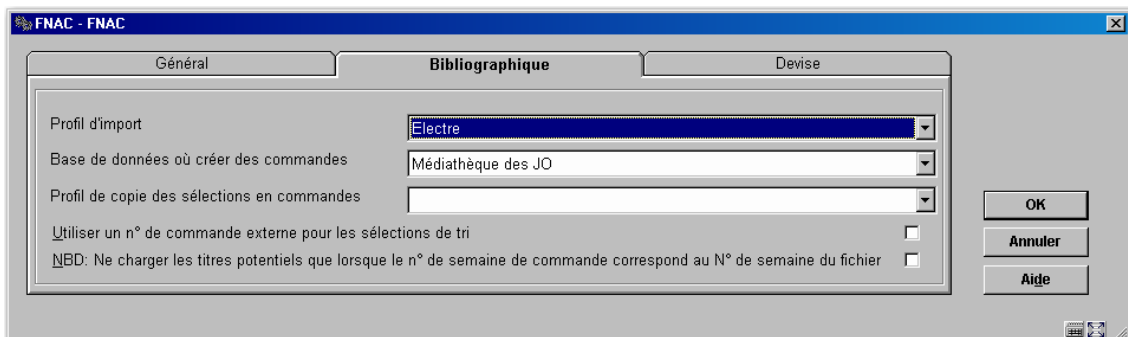 FNAC - FNAC
Général
Bibliographique
Devise
Profil d'import
Electre
Base de données où créer des commandes
Médiathèque des JO
Profil de copie des sélections en commandes
OK
Utiliser un n° de commande externe pour les sélections de tri
Annuler
NBD: Ne charger les titres potentiels que lorsque le n° de semaine de commande correspond au N° de semaine du fichier
Aide